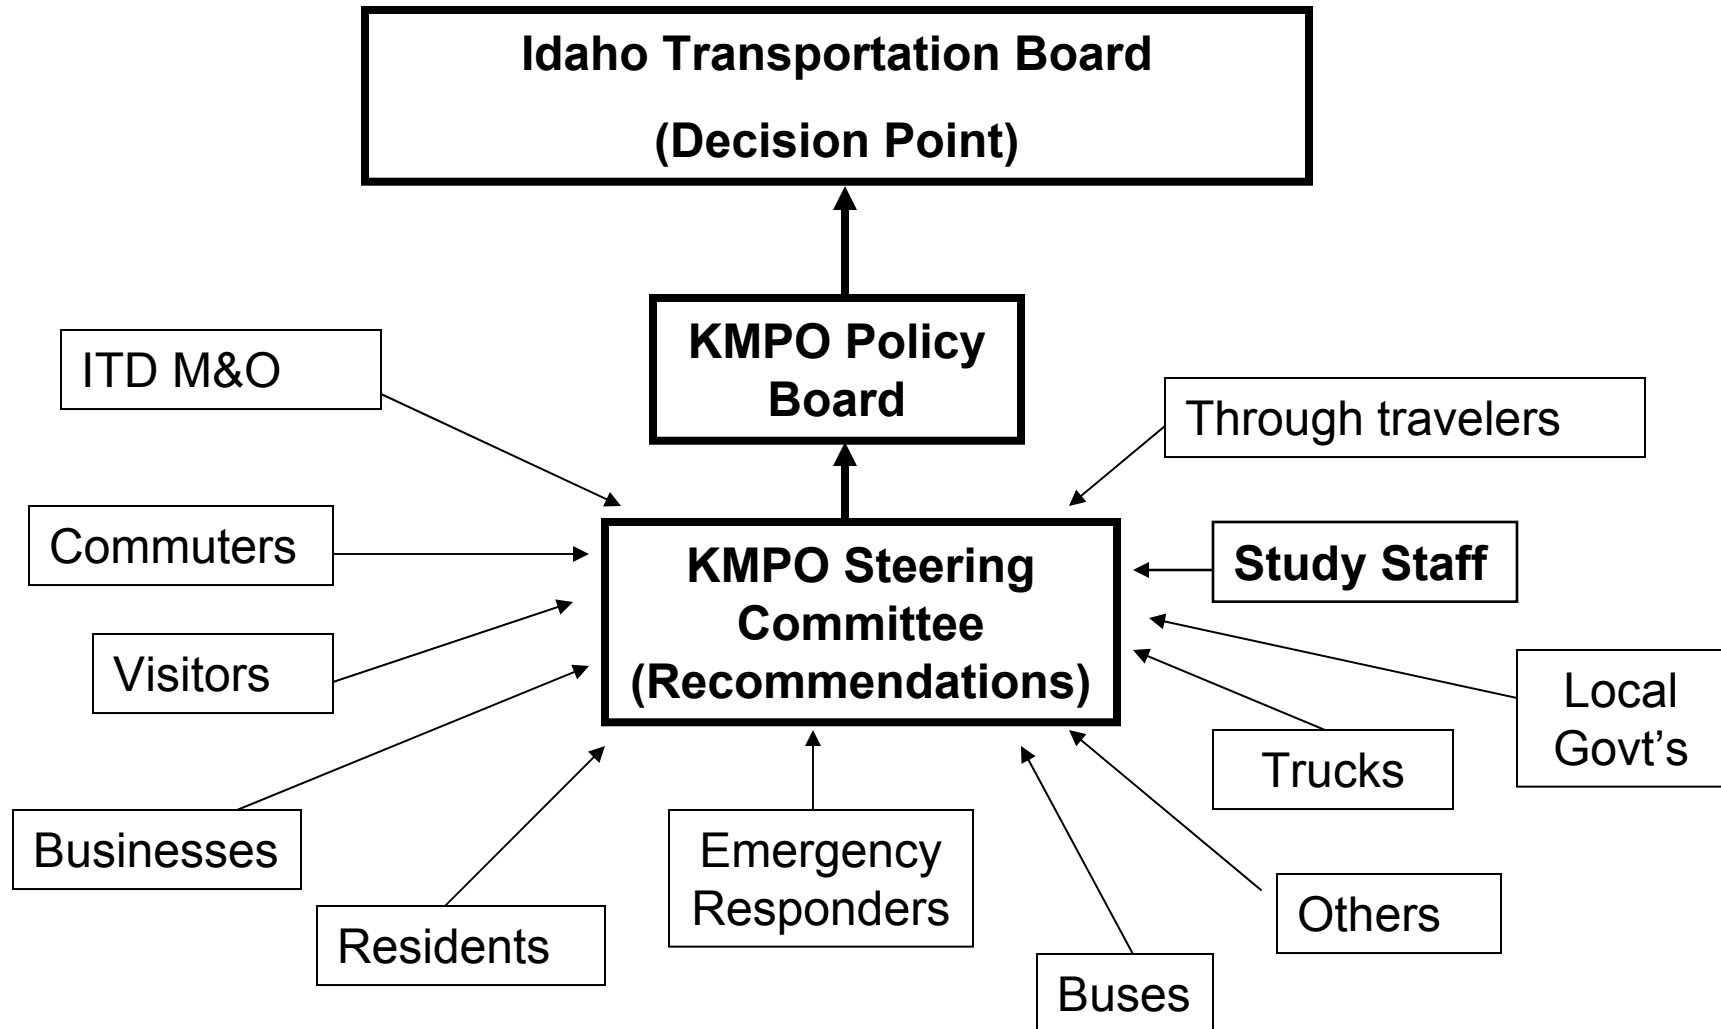 Idaho Transportation Board
(Decision Point)
KMPO Policy
Board
ITD M&O
Through travelers
Commuters
KMPO Steering
Committee
(Recommendations)
Study Staff
Visitors
Local
Govt's
Trucks
Businesses
Emergency
Responders
Residents
Others
Buses